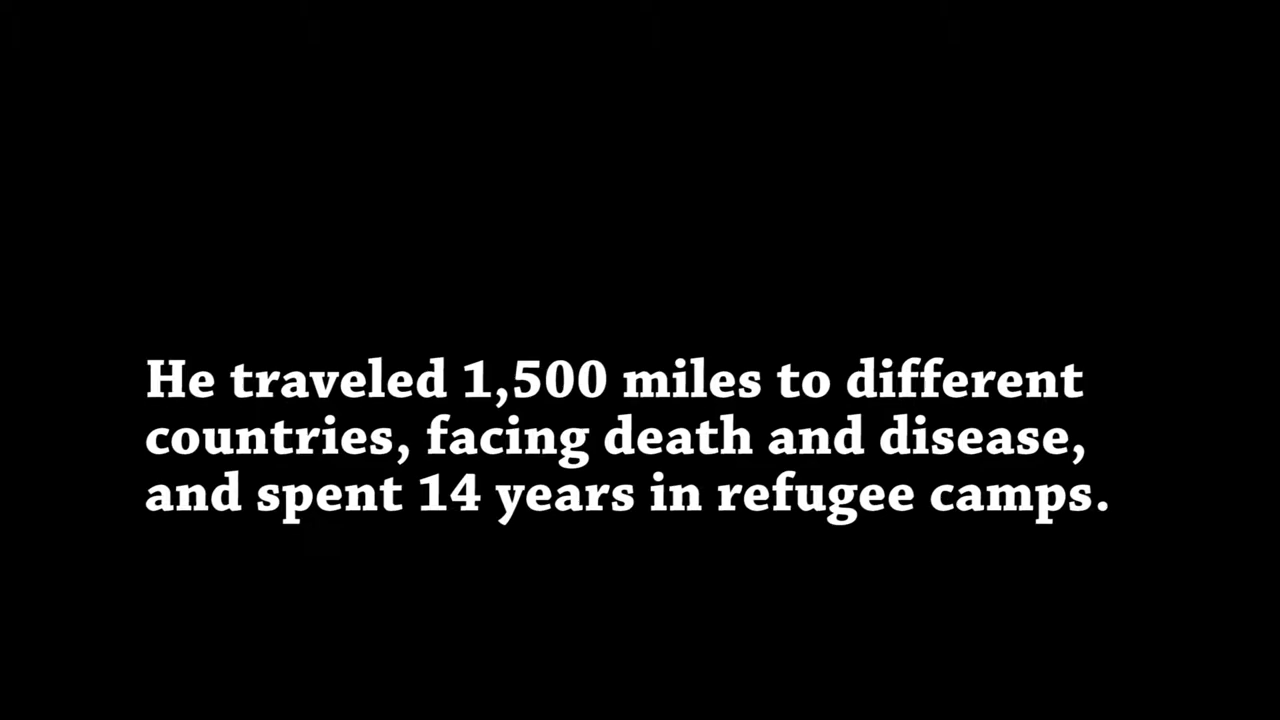 He traveled 1,500 miles to different
countries, facing death and disease,
and spent 14 years in refugee camps.